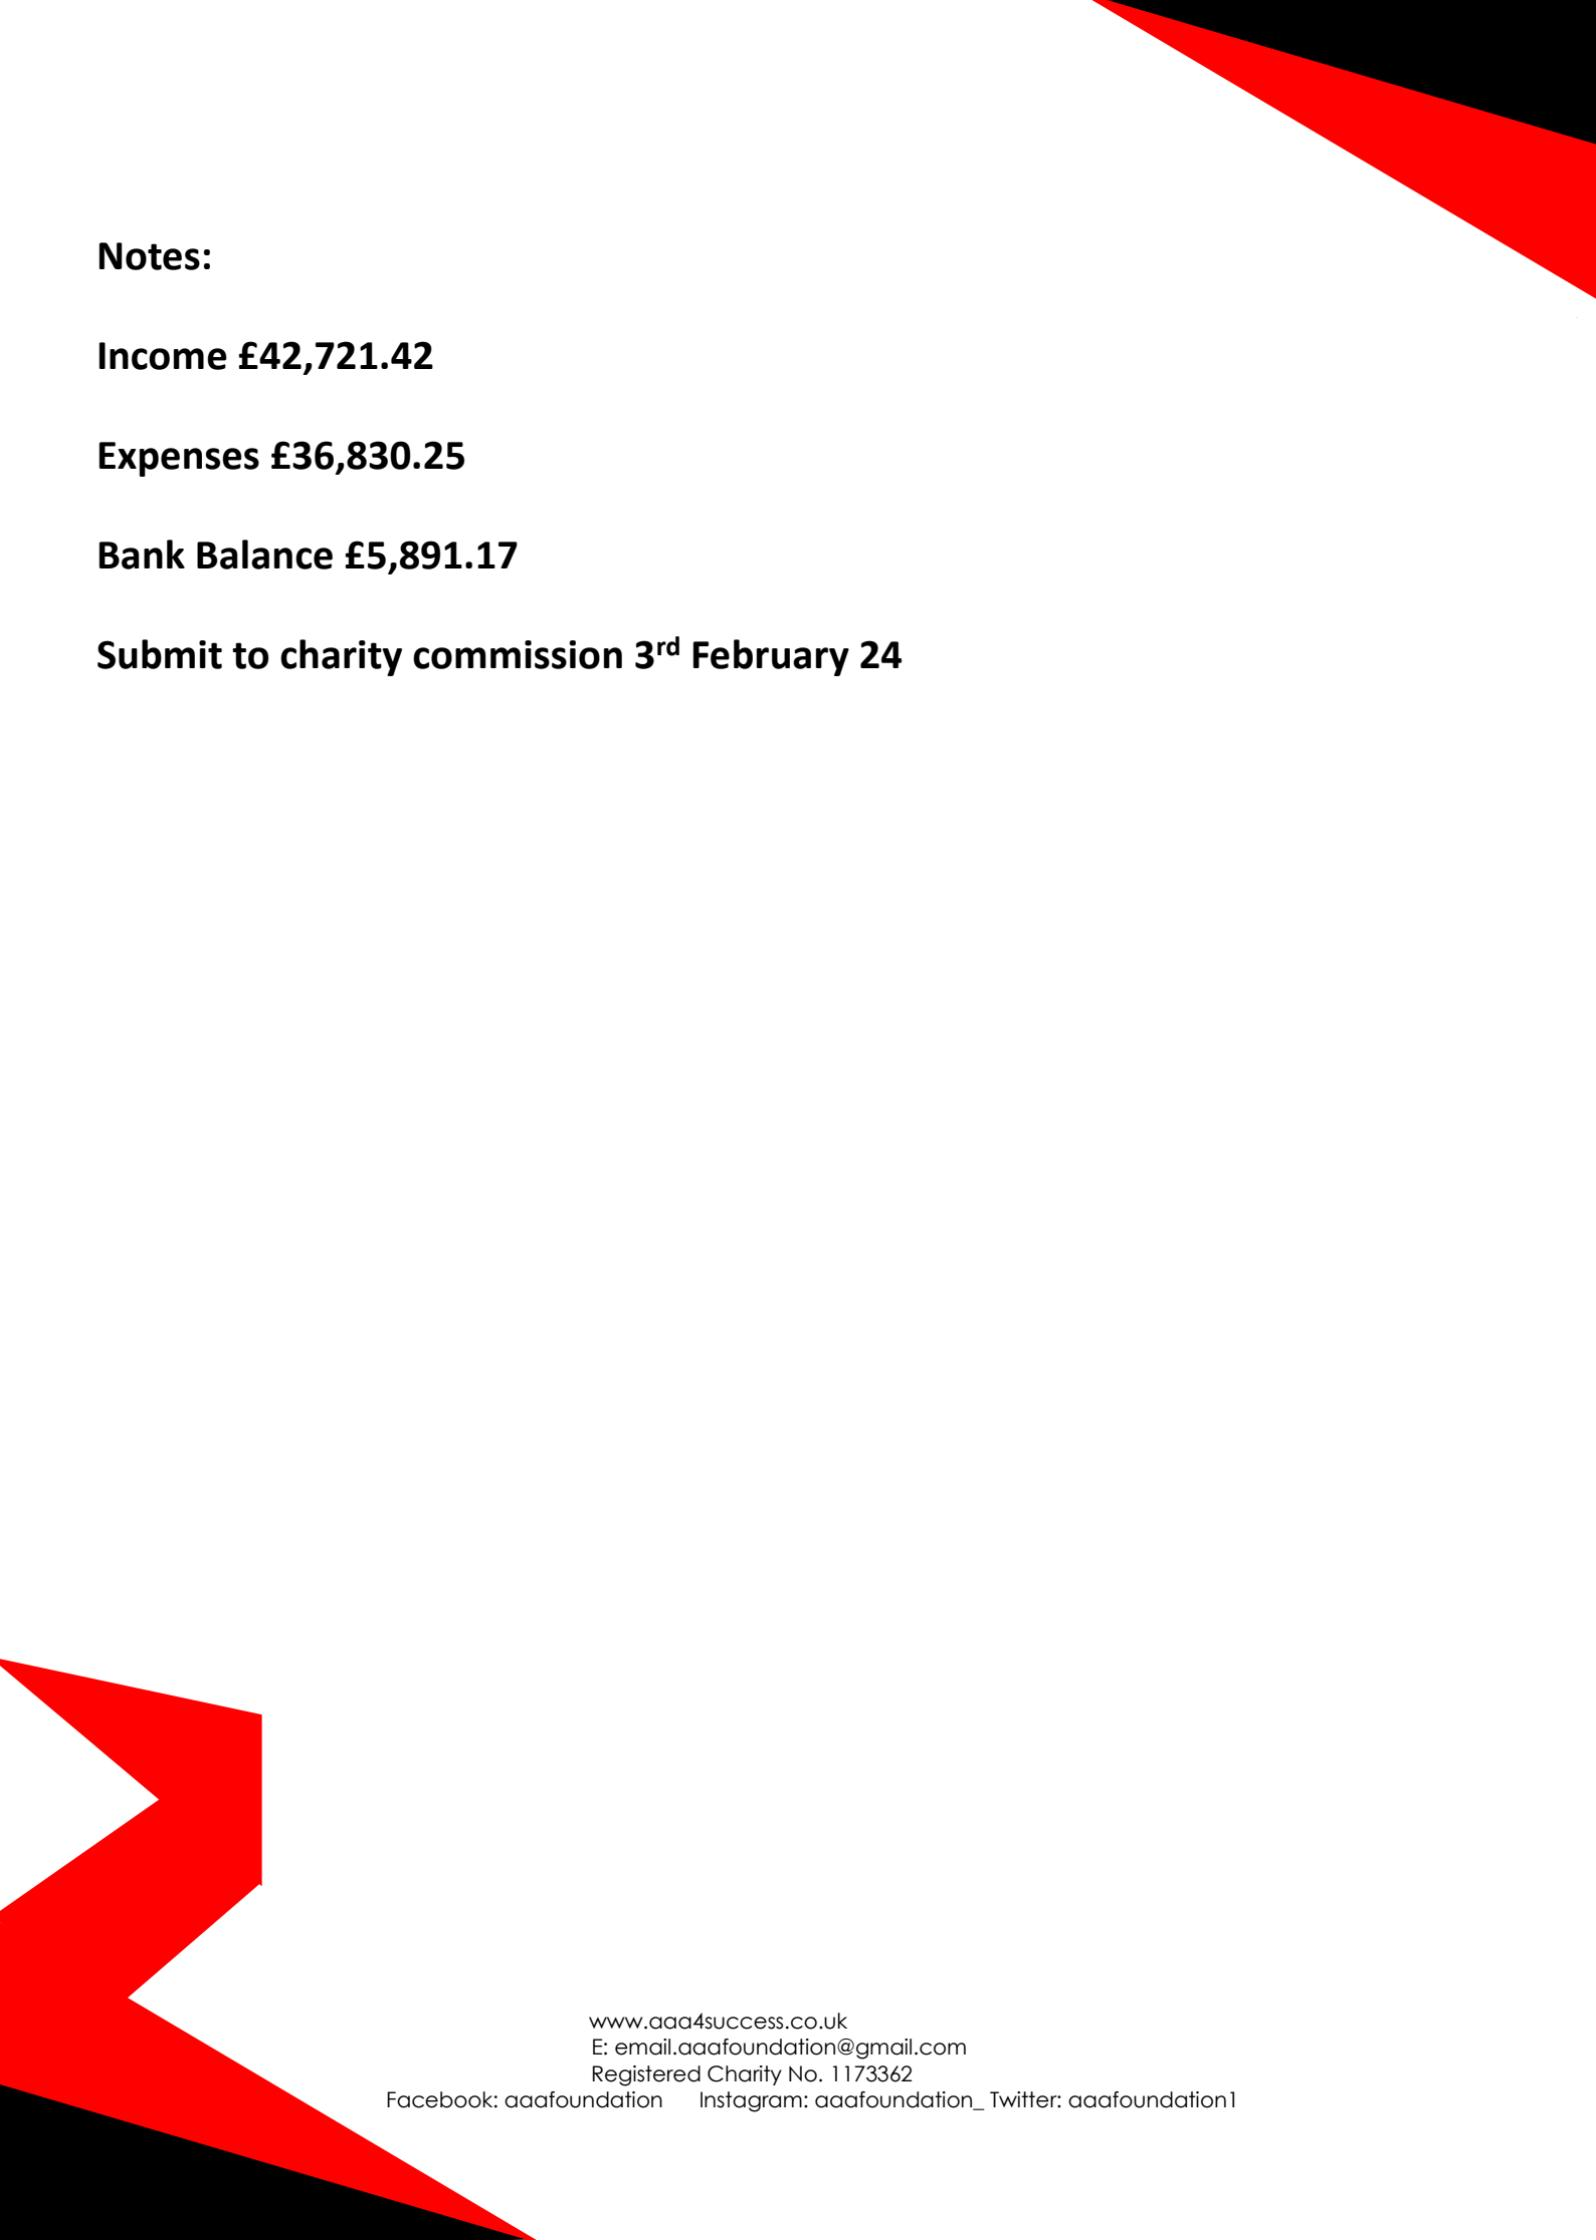 Notes:
Income £42,721.42
Expenses £36,830.25
Bank Balance £5,891.17
Submit to charity commission 3rd February 24
www.aaa4success.co.uk
E: email.aaafoundation@gmail.com
Registered Charity No. 1173362
Facebook: aaafoundation Instagram: aaafoundation_ Twitter: aaafoundation1